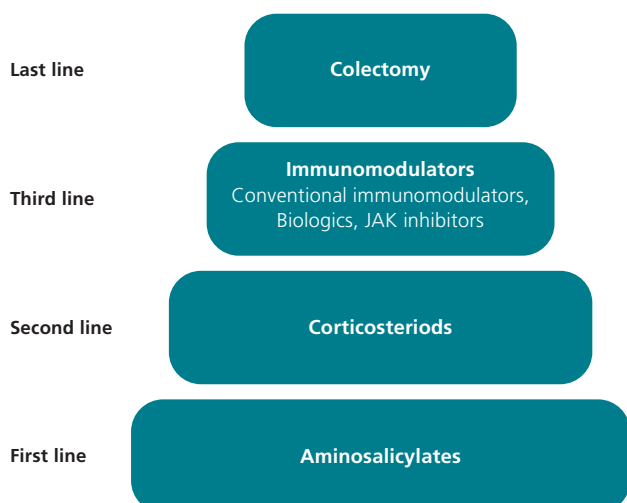 Last line
Colectomy
Third line
Immunomodulators
Conventional immunomodulators,
Biologics, JAK inhibitors
Second line
Corticosteriods
First line
Aminosalicylates